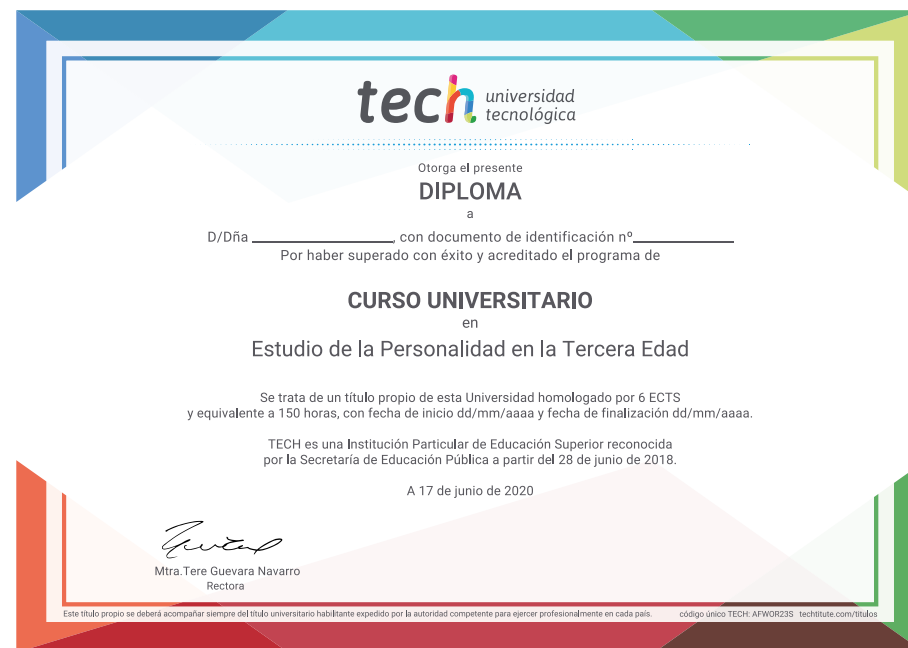 tech universidad
tecnológica
Otorga el presente
DIPLOMA
a
D/Dña ____________________, con documento de identificación nº______________
Por haber superado con éxito y acreditado el programa de
CURSO UNIVERSITARIO
en
Estudio de la Personalidad en la Tercera Edad
Se trata de un título propio de esta Universidad homologado por 6 ECTS
y equivalente a 150 horas, con fecha de inicio dd/mm/aaaa y fecha de finalización dd/mm/aaaa.
TECH es una Institución Particular de Educación Superior reconocida
por la Secretaría de Educación Pública a partir del 28 de junio de 2018.
A 17 de junio de 2020
Mtra.Tere Guevara Navarro
Rectora
Este título propio se deberá acompañar siempre del título universitario habilitante expedido por la autoridad competente para ejercer profesionalmente en cada país. código único TECH: AFWOR23S techtitute.com/titulos